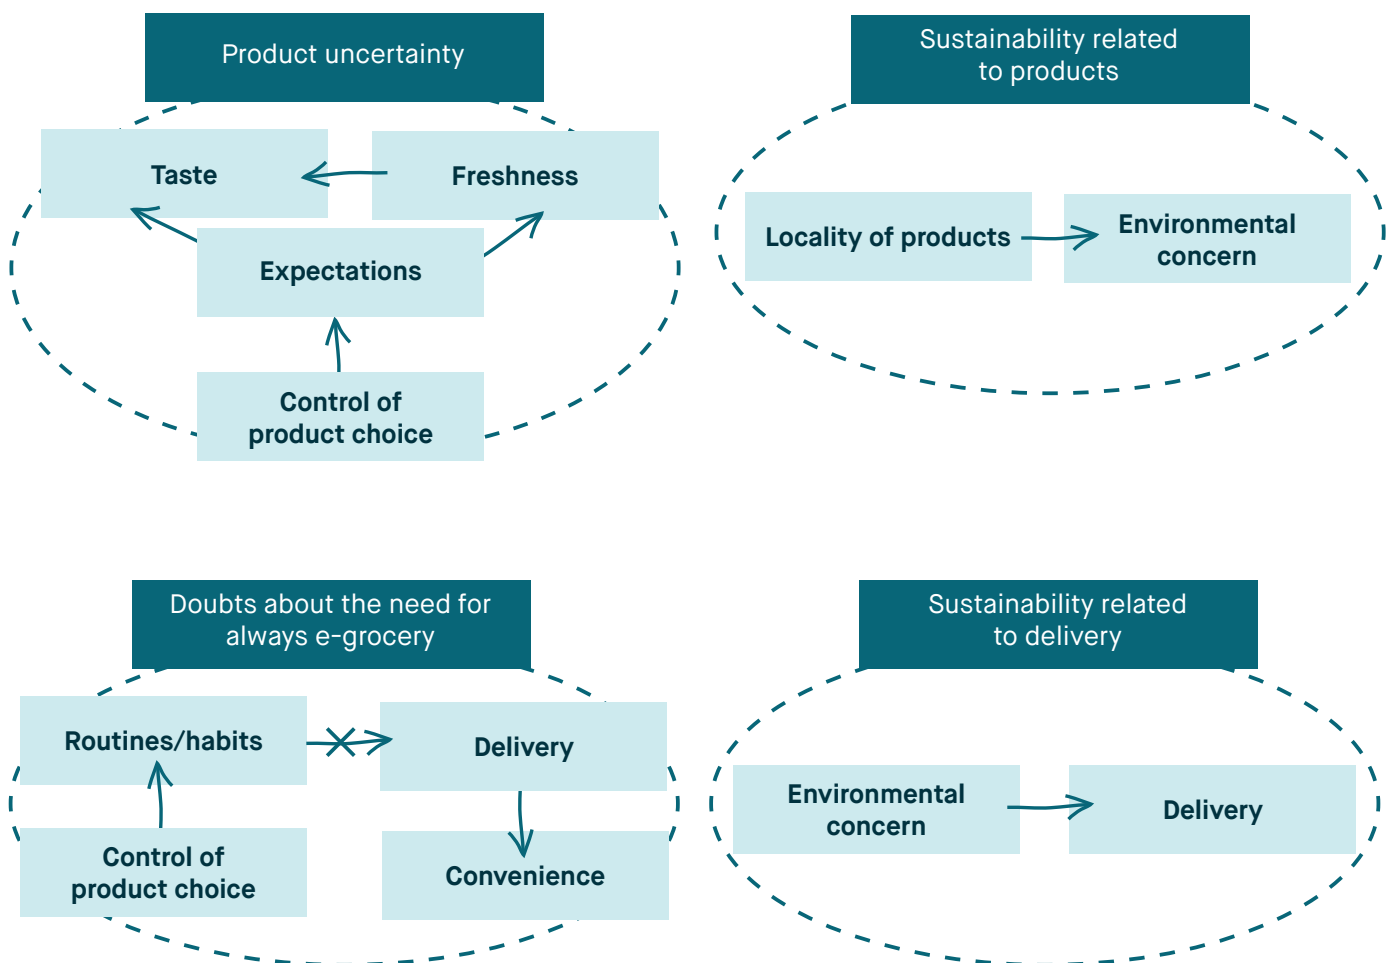 Product uncertainty
Taste
Freshness
Expectations
Control of
product choice
Sustainability related
to products
Locality of products
Environmental
concern
Doubts about the need for
always e-grocery
Routines/habits
Delivery
Control of
product choice
Convenience
Sustainability related
to delivery
Environmental
concern
Delivery